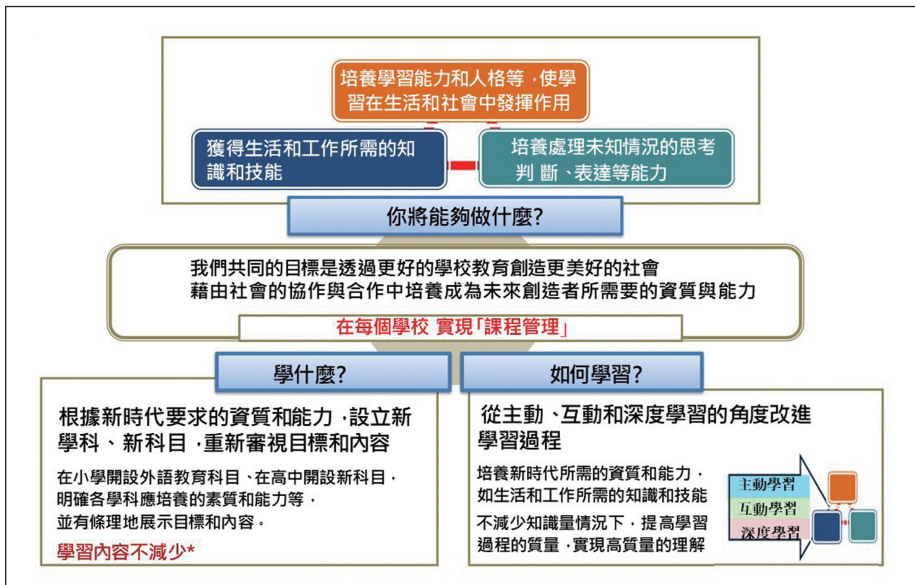 培養學習能力和人格等，使學
習在生活和社會中發揮作用
獲得生活和工作所需的知
識和技能
培養處理未知情況的思考
判 斷、表達等能力
你將能夠做什麼?
我們共同的目標是透過更好的學校教育創造更美好的社會
藉由社會的協作與合作中培養成為未來創造者所需要的資質與能力
在每個學校 實現「課程管理」
學什麼?
根據新時代要求的資質和能力，設立新
學科、新科目，重新審視目標和內容
在小學開設外語教育科目、在高中開設新科目，
明確各學科應培養的素質和能力等，
並有條理地展示目標和內容。
學習內容不減少*
如何學習?
從主動、互動和深度學習的角度改進
學習過程
培養新時代所需的資質和能力，
如生活和工作所需的知識和技能
不減少知識量情況下，提高學習
過程的質量，實現高質量的理解
主動學習
互動學習
深度學習